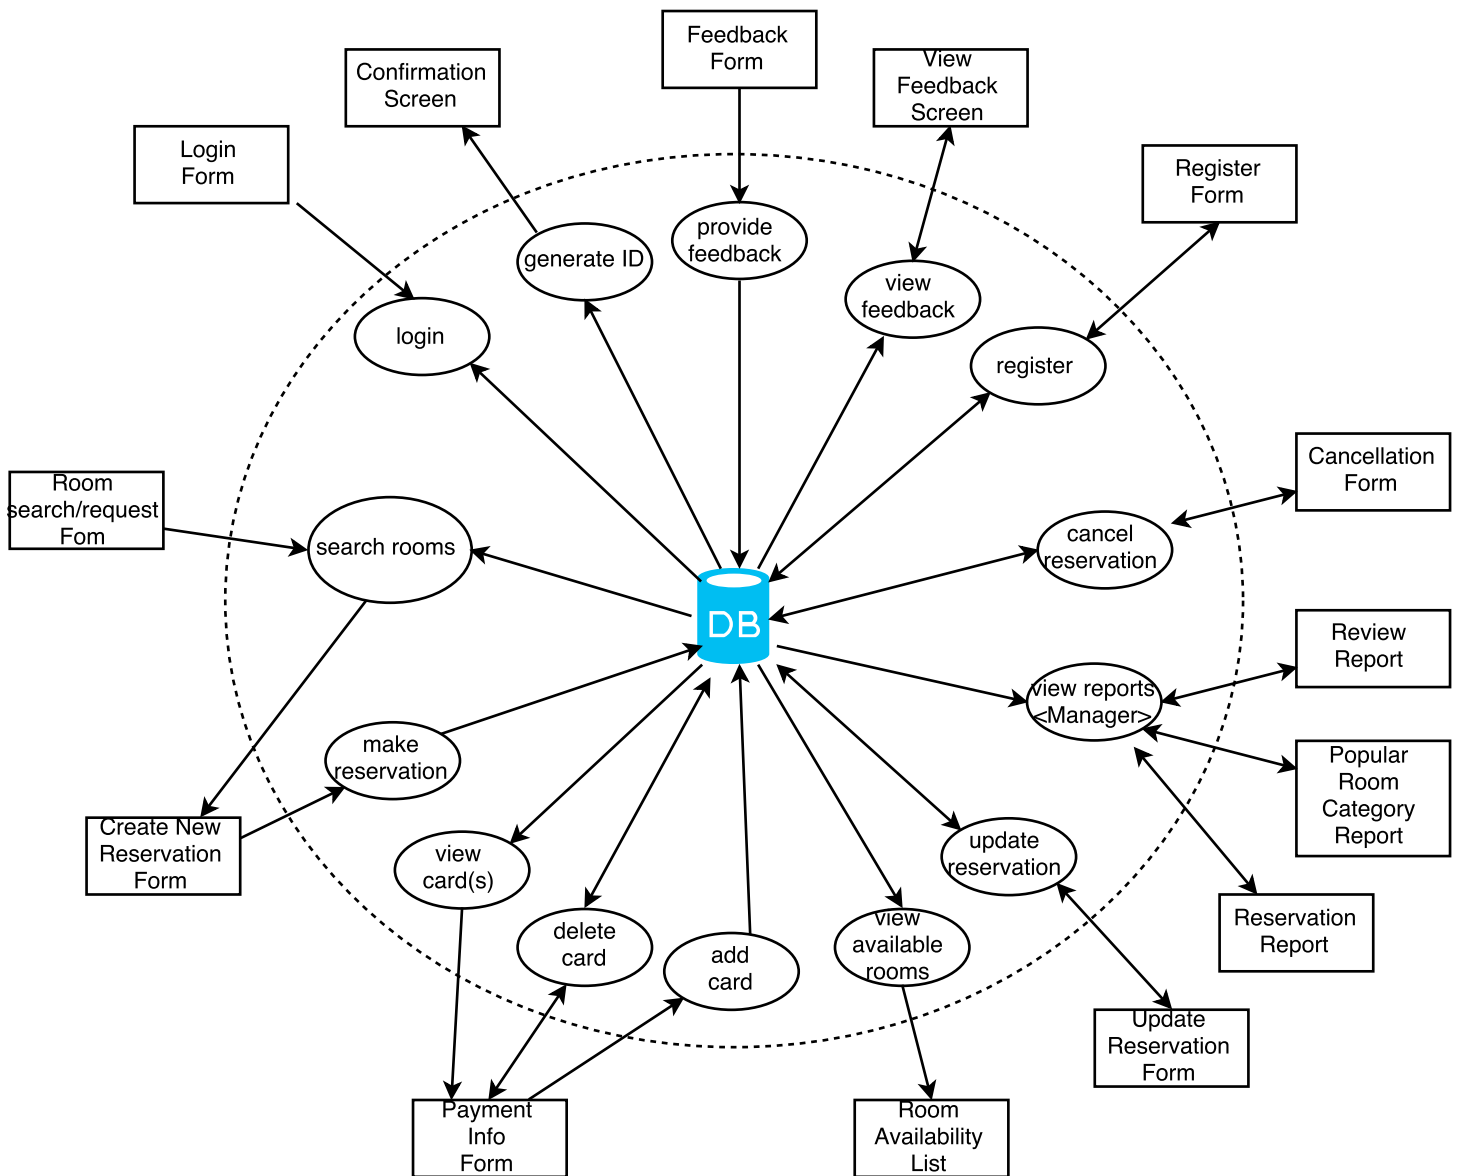 Feedback
Form
Confirmation
Screen
View
Feedback
Screen
Login
Form
Register
Form
generate ID
provide
feedback
view
feedback
login
register
Room
search/request
Fom
search rooms
Cancellation
Form
cancel
reservation
DB
Review
Report
view reports
<Manager>
make
reservation
Popular
Room
Category
Report
Create New
Reservation
Form
view
card(s)
update
reservation
delete
card
add
card
view
available
rooms
Reservation
Report
Update
Reservation
Form
Payment
Info
Form
Room
Availability
List